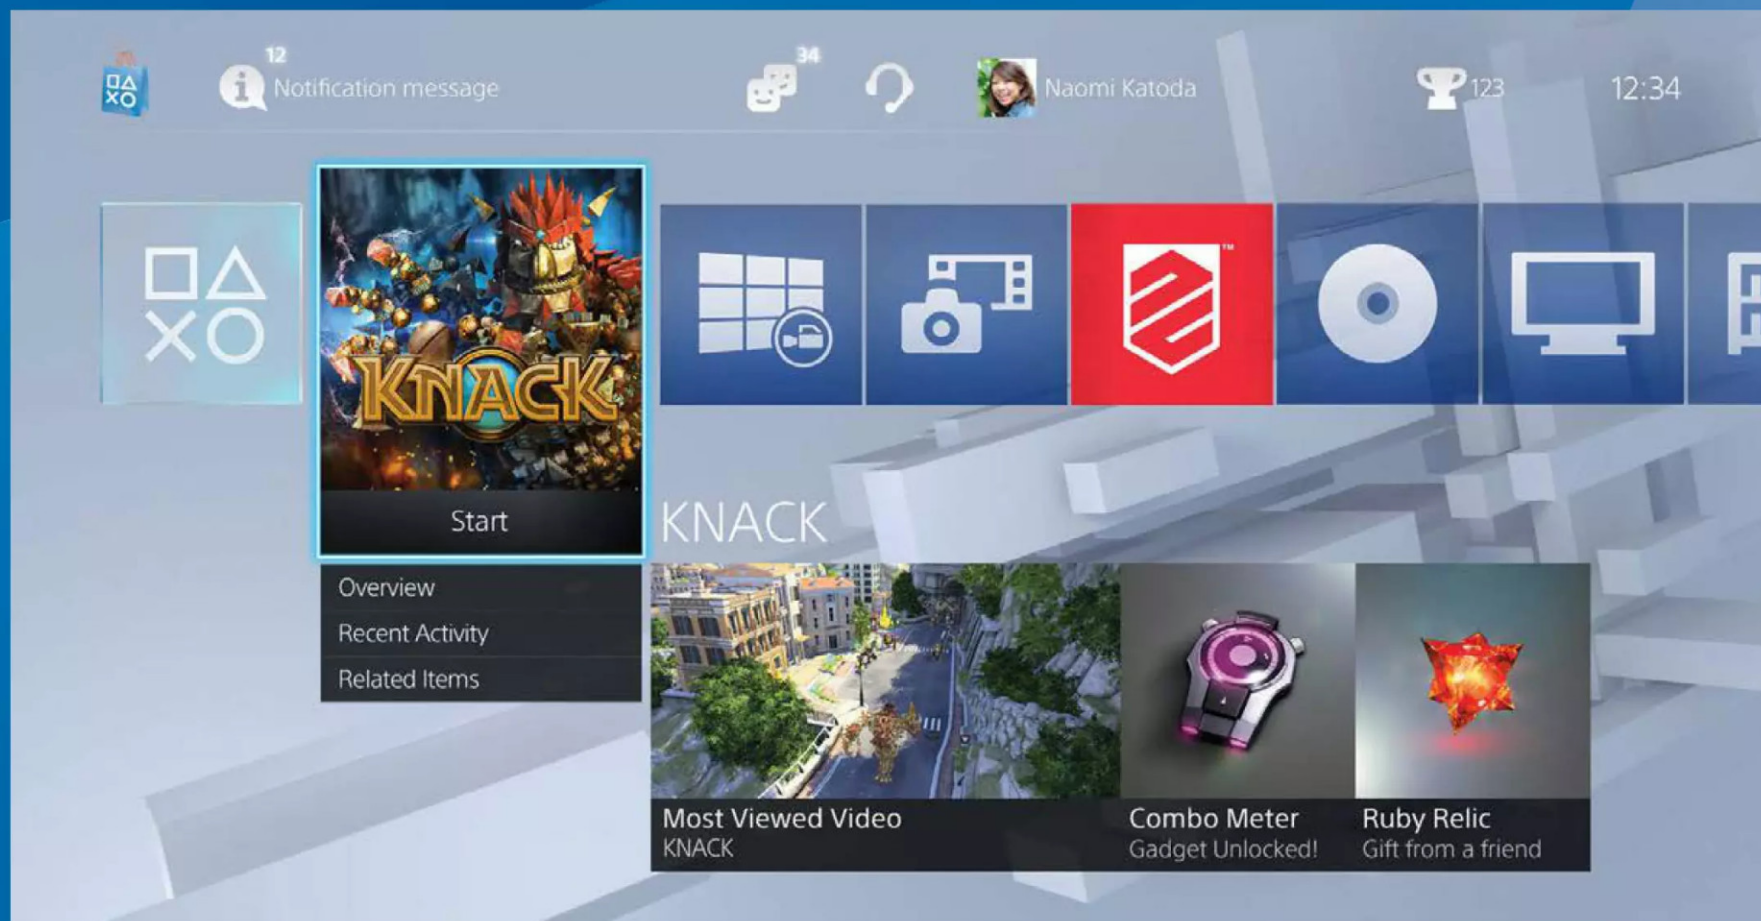 12
Notification message
34
Naomi Katoda
123
12:34
KNACK
TM
Start
KNACK
Overview
Recent Activity
Related Items
Most Viewed Video
KNACK
Combo Meter
Gadget Unlocked!
Ruby Relic
Gift from a friend